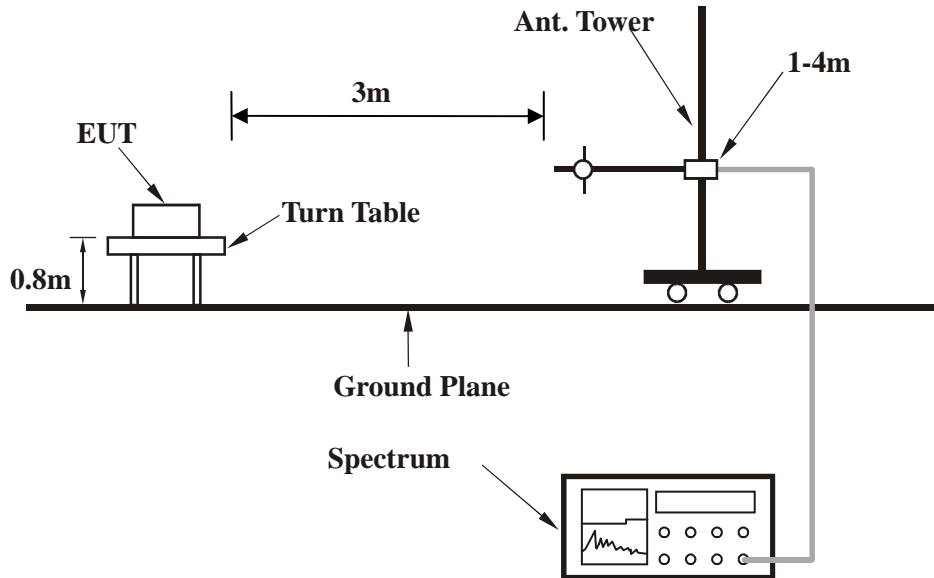 Ant. Tower
1-4m
3m
EUT
Turn Table
0.8m
Ground Plane
Spectrum